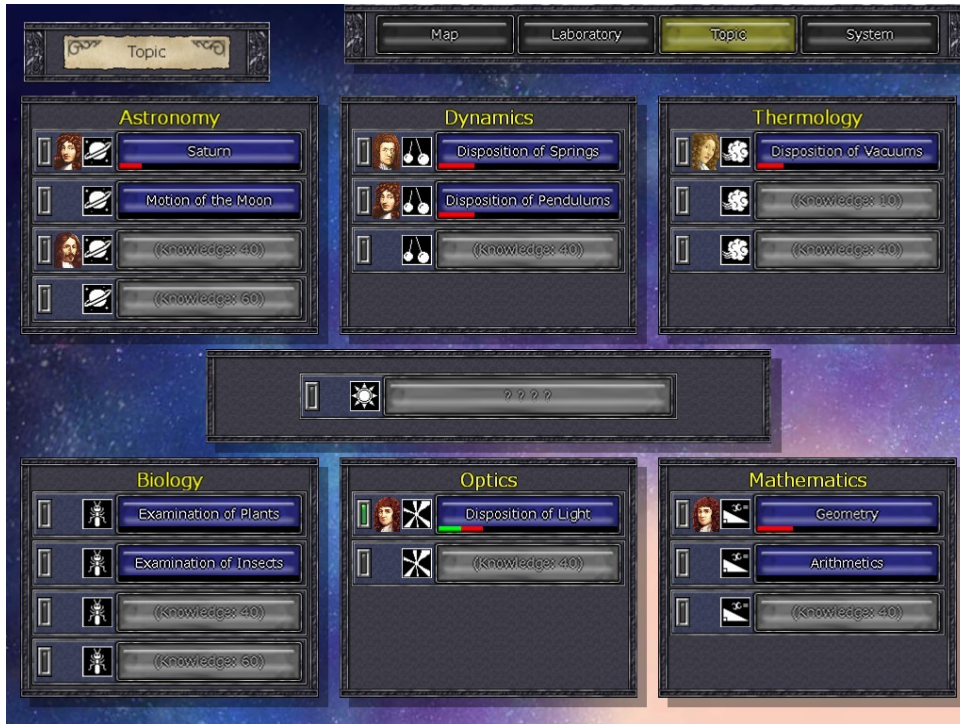 Topic
Map
Laboratory
Topic
System
Astronomy
Saturn
Motion of the Moon
(Knowledge: 40)
(Knowledge: 60)
Dynamics
Disposition of Springs
Disposition of Pendulums
(Knowledge: 40)
Thermology
Disposition of Vacuums
(Knowledge: 10)
(Knowledge: 40)
? ? ? ?
Biology
Examination of Plants
Examination of Insects
(Knowledge: 40)
(Knowledge: 60)
Optics
Disposition of Light
(Knowledge: 40)
Mathematics
Geometry
Arithmetics
(Knowledge: 40)